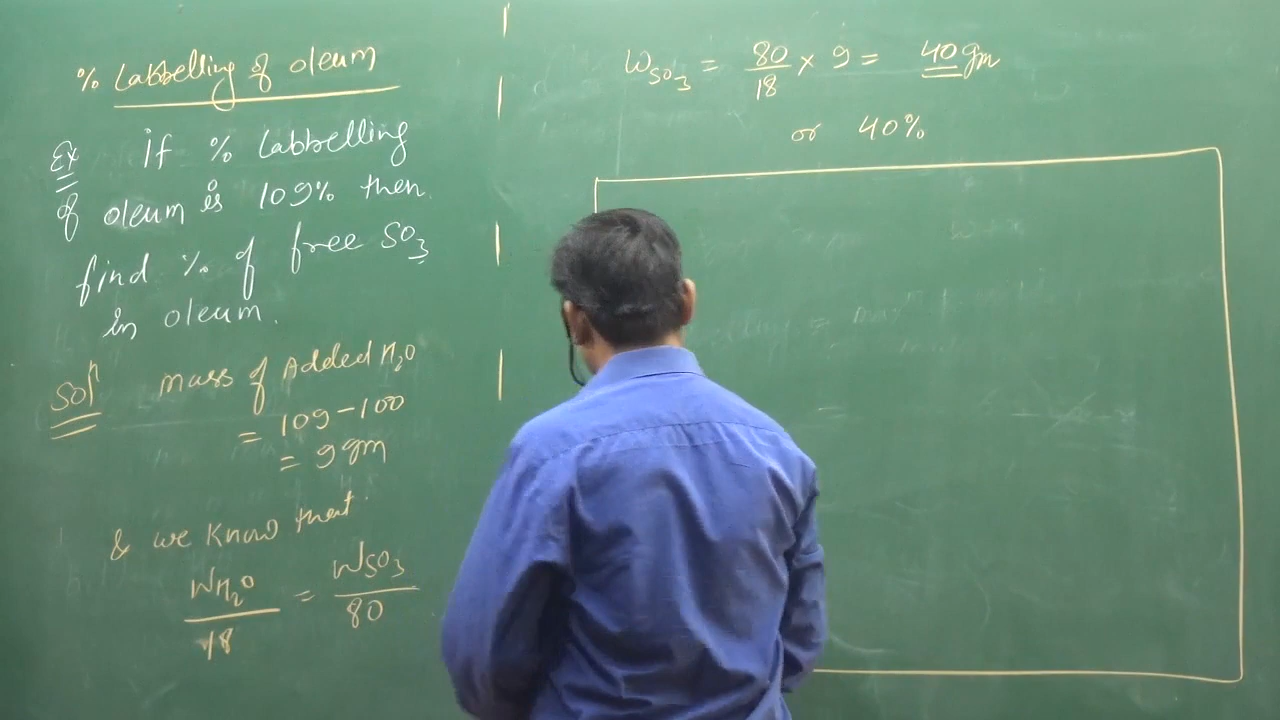 % Labbelling of oleum
Ex If % Labbelling
of oleum is 109% then
find % of free SO₃
in oleum.
Solⁿ mass of Added H₂O
= 109-100
= 9 gm
& we know that
W_H₂O / 18 = W_SO₃ / 80
W_SO₃ = 80/18 × 9 = 40 gm
or 40%